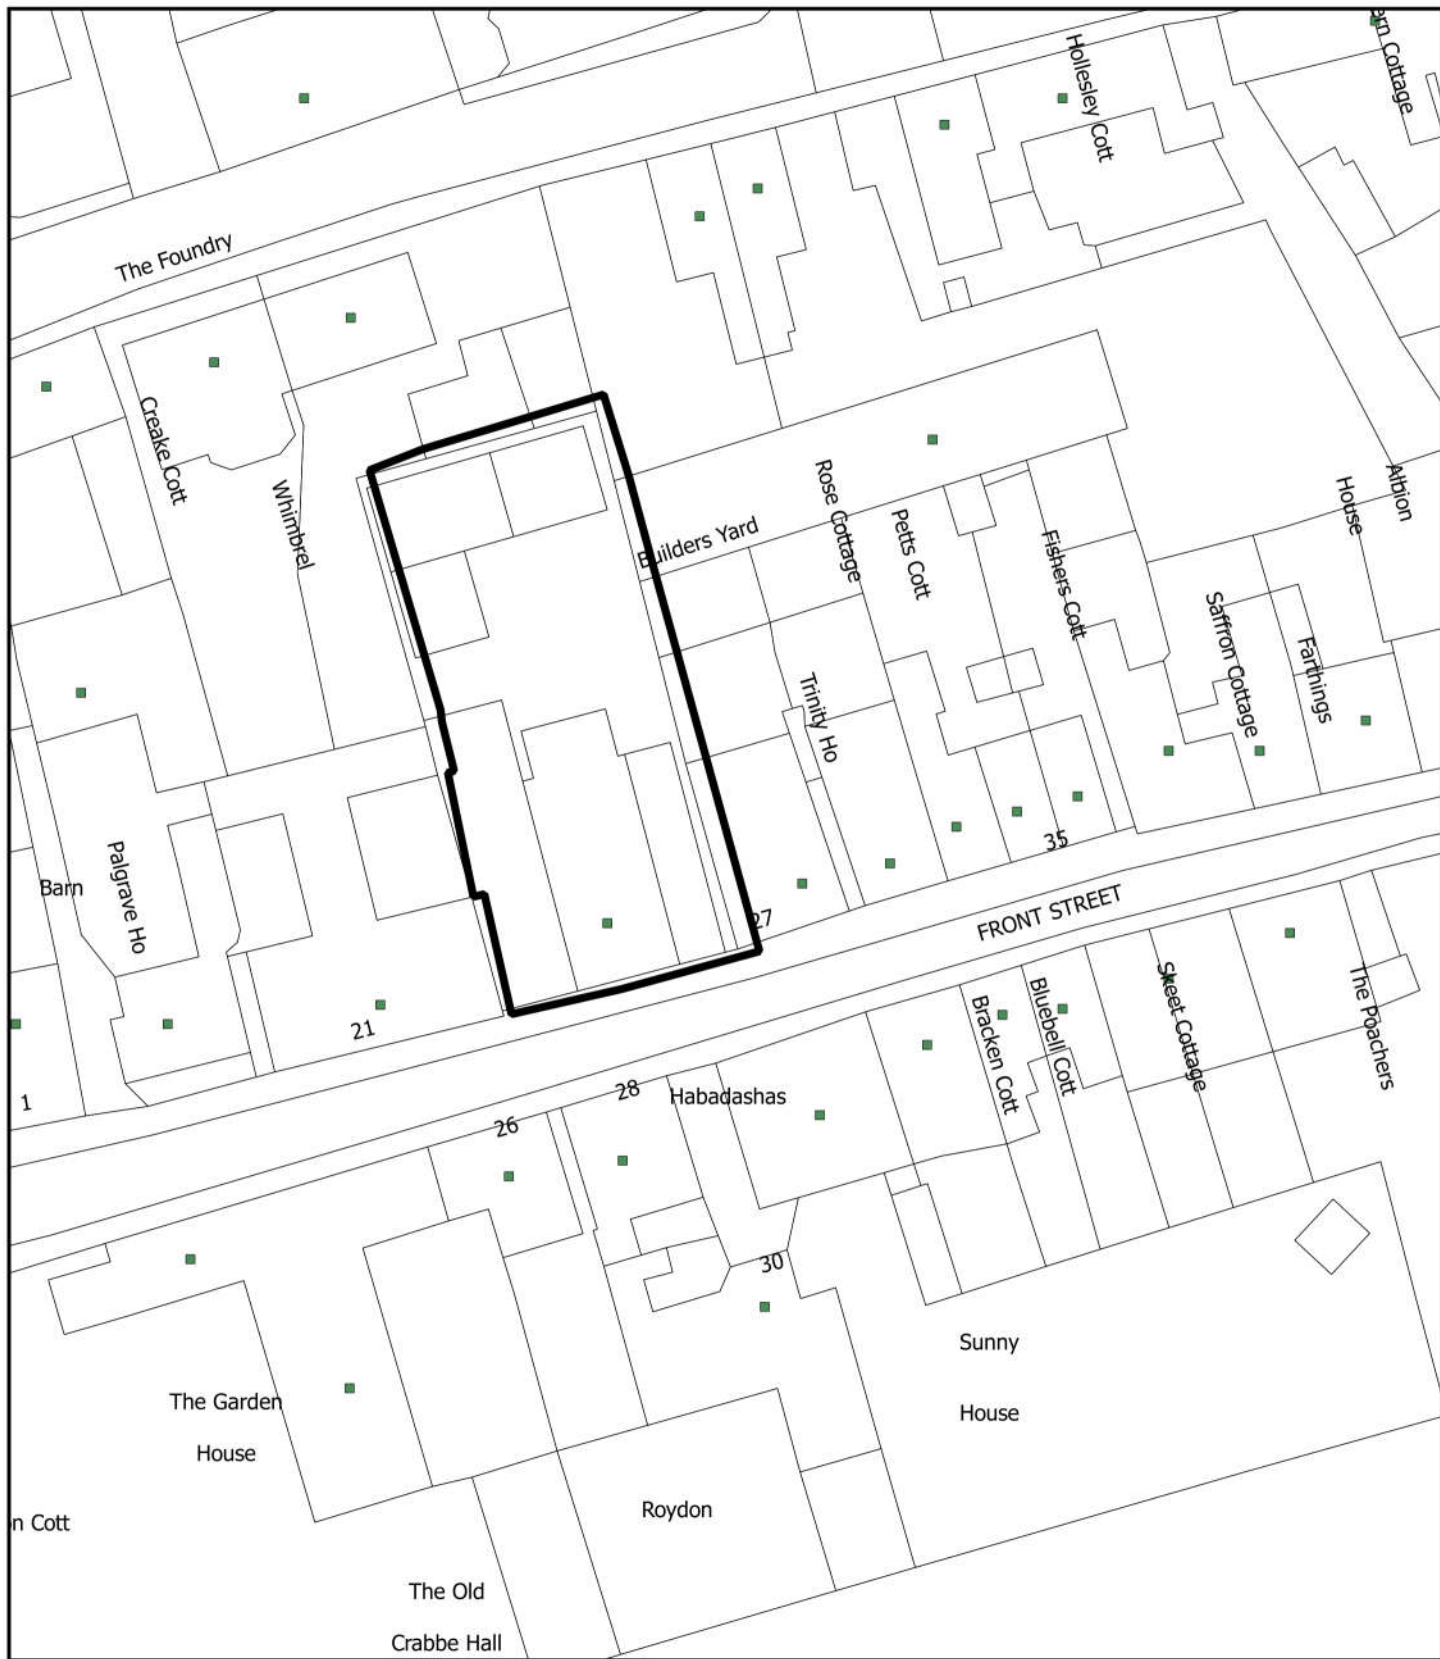 Hollesley Cott
ern Cottage
The Foundry
Creake Cott
Whimbrel
Builders Yard
Rose Cottage
Petts Cott
Fishers Cott
House
Albion
Saffron Cottage
Farthings
Trinity Ho
35
Palgrave Ho
Barn
27
FRONT STREET
21
1
26
28
Habadashas
Bracken Cott
Bluebell Cott
Skeet Cottage
The Poachers
30
Sunny
House
The Garden
House
Roydon
n Cott
The Old
Crabbe Hall